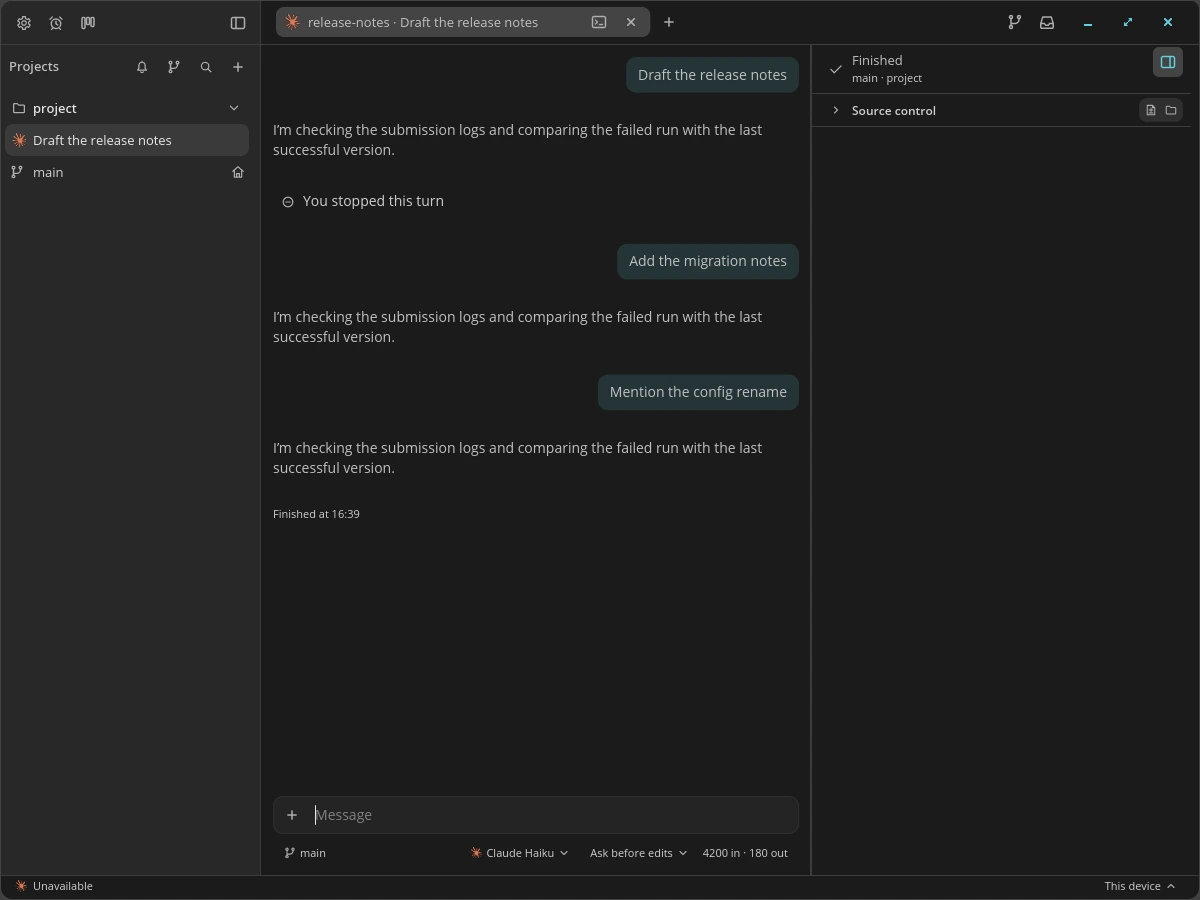 release-notes · Draft the release notes
Projects
project
Draft the release notes
main
Draft the release notes
I'm checking the submission logs and comparing the failed run with the last
successful version.
You stopped this turn
Add the migration notes
I'm checking the submission logs and comparing the failed run with the last
successful version.
Mention the config rename
I'm checking the submission logs and comparing the failed run with the last
successful version.
Finished at 16:39
Message
main
Claude Haiku
Ask before edits
4200 in · 180 out
Finished
main · project
Source control
Unavailable
This device